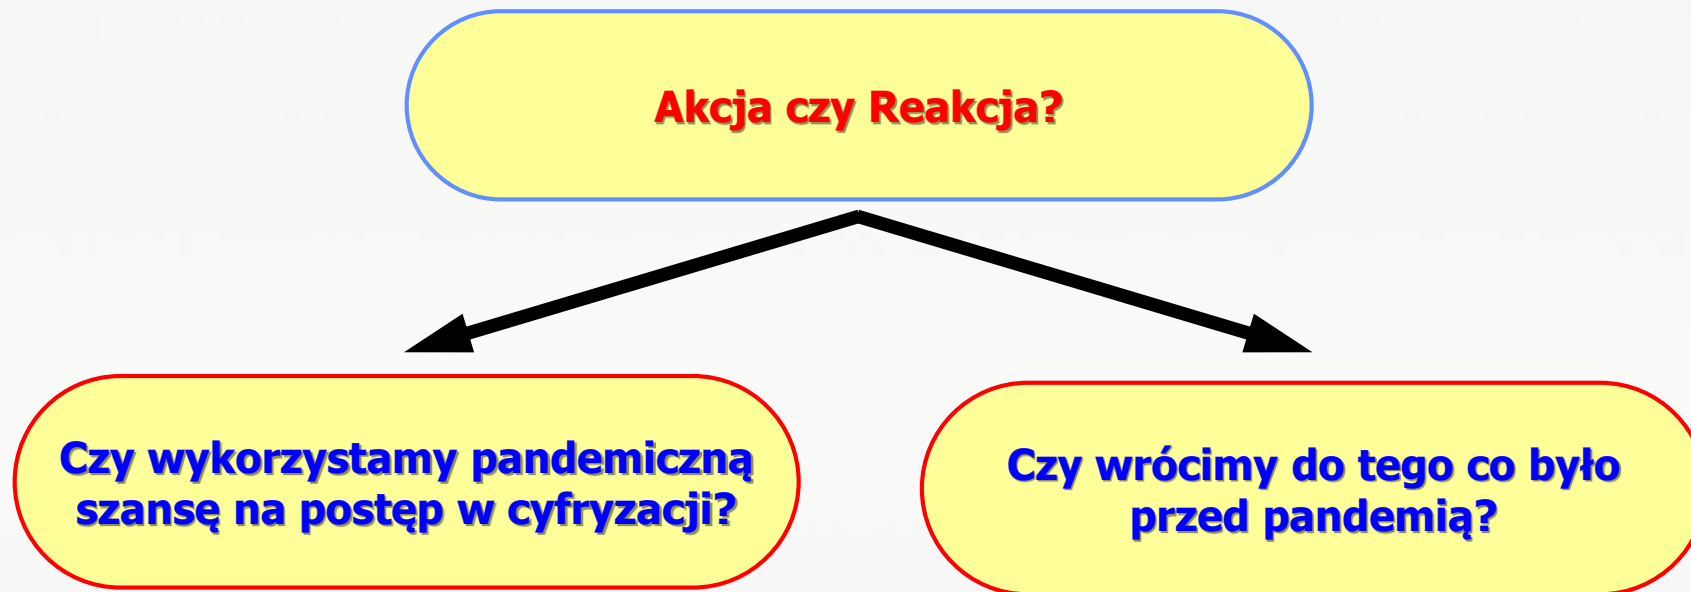 Akcja czy Reakcja?
Czy wykorzystamy pandemiczną
szansę na postęp w cyfryzacji?
Czy wrócimy do tego co było
przed pandemią?